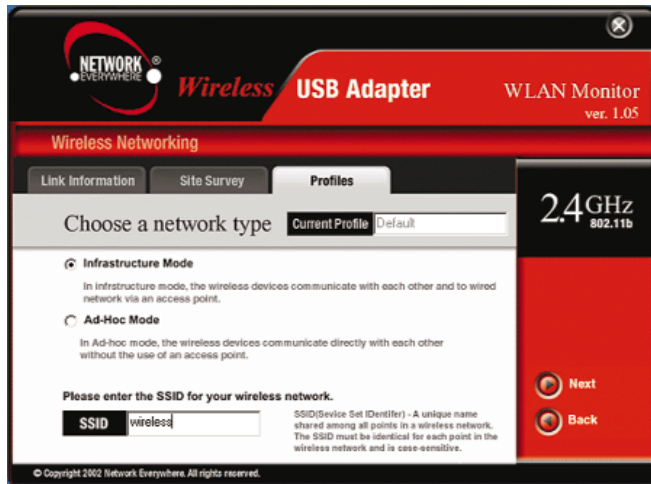 NETWORK ®
EVERYWHERE
Wireless USB Adapter
WLAN Monitor
ver. 1.05
Wireless Networking
Link Information
Site Survey
Profiles
2.4 GHz
802.11b
Choose a network type
Current Profile Default
Infrastructure Mode
In infrstructure mode, the wireless devices communicate with each other and to wired
network via an access point.
Ad-Hoc Mode
In Ad-hoc mode, the wireless devices communicate directly with each other
without the use of an access point.
Please enter the SSID for your wireless network.
SSID wireless
SSID(Sevice Set IDentifer) - A unique name
shared among all points in a wireless network.
The SSID must be identical for each point in the
wireless network and is case-sensitive.
Next
Back
© Copyright 2002 Network Everywhere. All rights reserved.